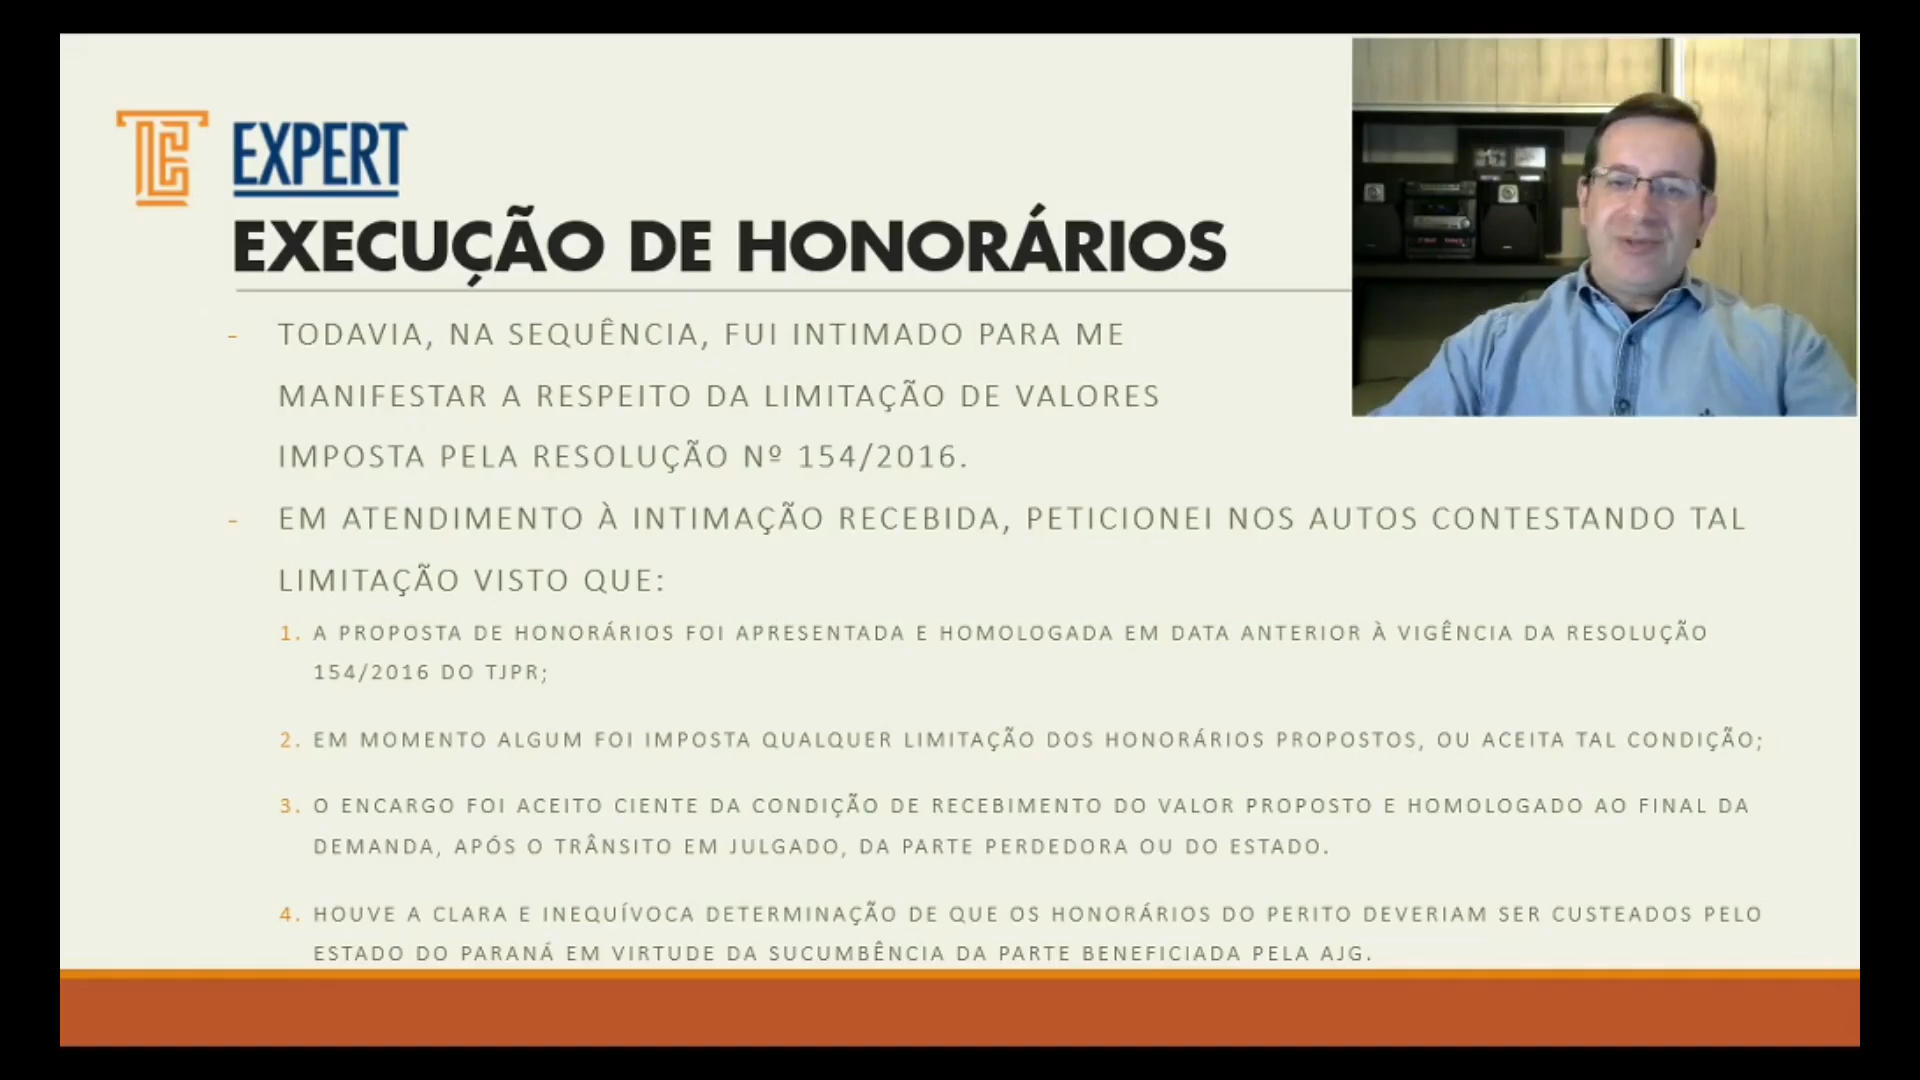 EXPERT
EXECUÇÃO DE HONORÁRIOS
- TODAVIA, NA SEQUÊNCIA, FUI INTIMADO PARA ME
MANIFESTAR A RESPEITO DA LIMITAÇÃO DE VALORES
IMPOSTA PELA RESOLUÇÃO Nº 154/2016.
- EM ATENDIMENTO À INTIMAÇÃO RECEBIDA, PETICIONEI NOS AUTOS CONTESTANDO TAL
LIMITAÇÃO VISTO QUE:
1. A PROPOSTA DE HONORÁRIOS FOI APRESENTADA E HOMOLOGADA EM DATA ANTERIOR À VIGÊNCIA DA RESOLUÇÃO
154/2016 DO TJPR;
2. EM MOMENTO ALGUM FOI IMPOSTA QUALQUER LIMITAÇÃO DOS HONORÁRIOS PROPOSTOS, OU ACEITA TAL CONDIÇÃO;
3. O ENCARGO FOI ACEITO CIENTE DA CONDIÇÃO DE RECEBIMENTO DO VALOR PROPOSTO E HOMOLOGADO AO FINAL DA
DEMANDA, APÓS O TRÂNSITO EM JULGADO, DA PARTE PERDEDORA OU DO ESTADO.
4. HOUVE A CLARA E INEQUÍVOCA DETERMINAÇÃO DE QUE OS HONORÁRIOS DO PERITO DEVERIAM SER CUSTEADOS PELO
ESTADO DO PARANÁ EM VIRTUDE DA SUCUMBÊNCIA DA PARTE BENEFICIADA PELA AJG.